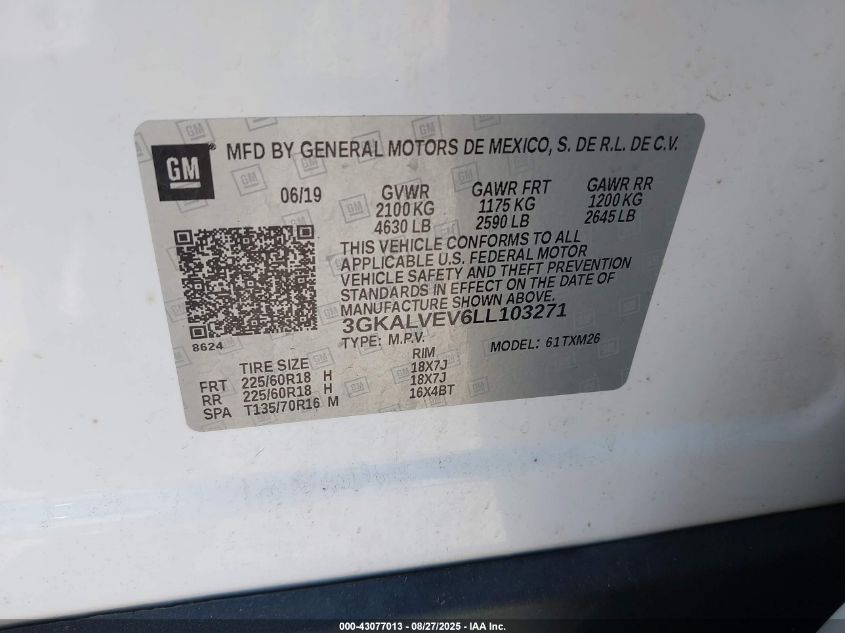 GM
MFD BY GENERAL MOTORS DE MEXICO, S. DE R.L. DE C.V.
06/19 GVWR GAWR FRT GAWR RR
2100 KG 1175 KG 1200 KG
4630 LB 2590 LB 2645 LB
THIS VEHICLE CONFORMS TO ALL
APPLICABLE U.S. FEDERAL MOTOR
VEHICLE SAFETY AND THEFT PREVENTION
STANDARDS IN EFFECT ON THE DATE OF
MANUFACTURE SHOWN ABOVE.
3GKALVEV6LL103271
8624
TYPE: M.P.V. MODEL: 61TXM26
TIRE SIZE RIM
FRT 225/60R18 H 18X7J
RR 225/60R18 H 18X7J
SPA T135/70R16 M 16X4BT
000-43077013 - 08/27/2025 - IAA Inc.